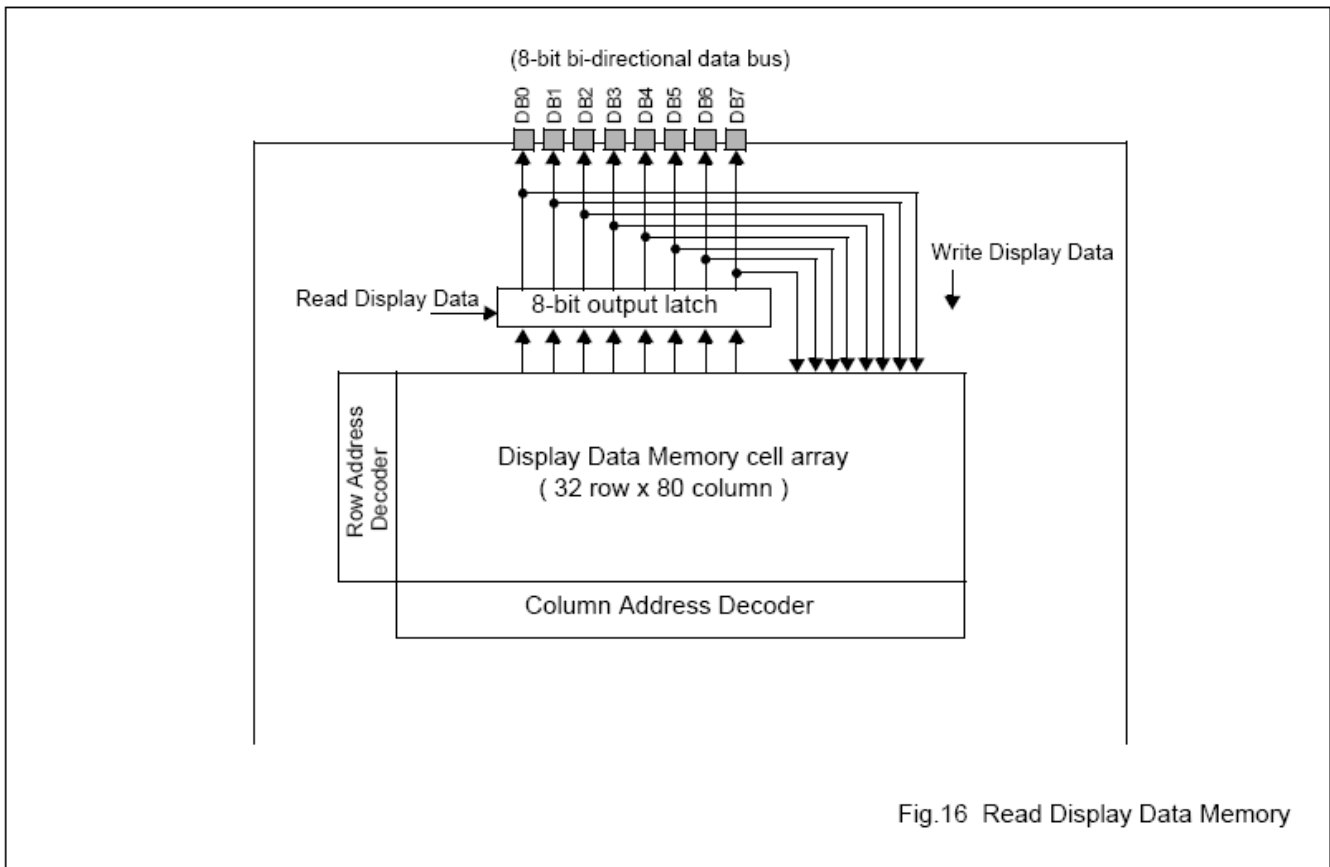 (8-bit bi-directional data bus)
DB0
DB1
DB2
DB3
DB4
DB5
DB6
DB7
Write Display Data
Read Display Data
8-bit output latch
Row Address
Decoder
Display Data Memory cell array
( 32 row x 80 column )
Column Address Decoder
Fig.16 Read Display Data Memory